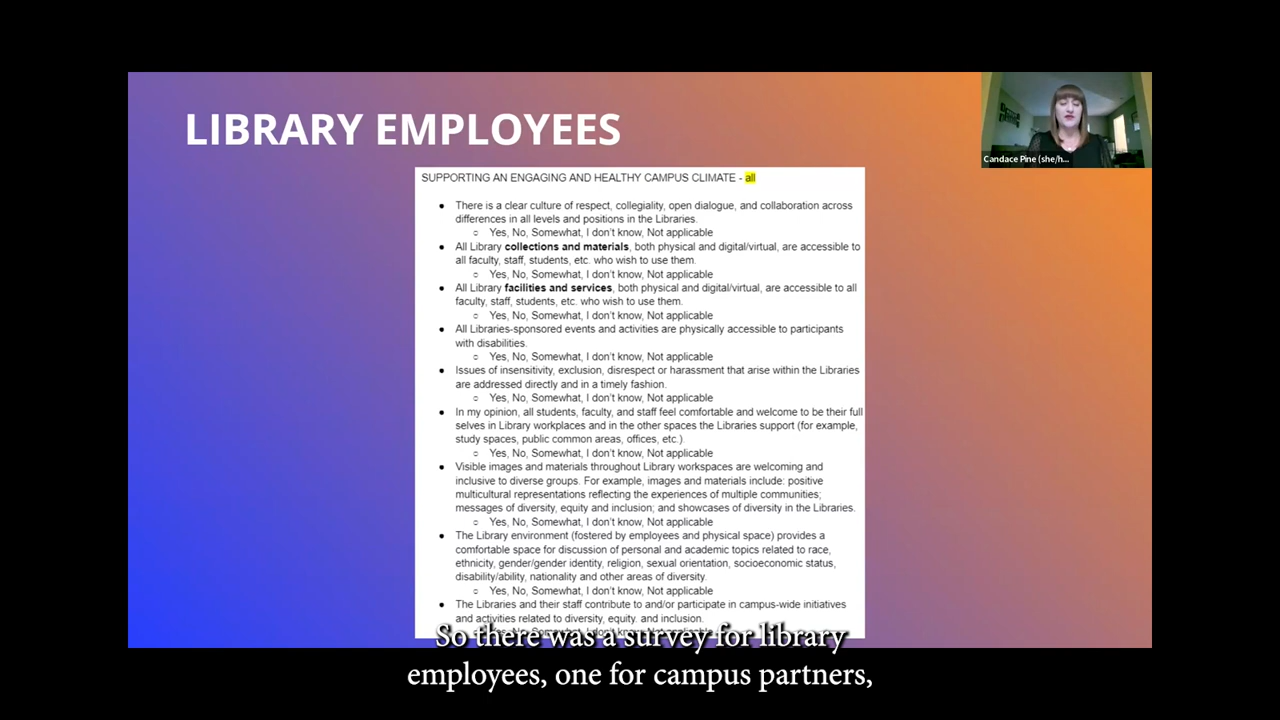 LIBRARY EMPLOYEES
Candace Pine (she/h...
SUPPORTING AN ENGAGING AND HEALTHY CAMPUS CLIMATE - all
● There is a clear culture of respect, collegiality, open dialogue, and collaboration across
differences in all levels and positions in the Libraries.
○ Yes, No, Somewhat, I don't know, Not applicable
● All Library collections and materials, both physical and digital/virtual, are accessible to
all faculty, staff, students, etc. who wish to use them.
○ Yes, No, Somewhat, I don't know, Not applicable
● All Library facilities and services, both physical and digital/virtual, are accessible to all
faculty, staff, students, etc. who wish to use them.
○ Yes, No, Somewhat, I don't know, Not applicable
● All Libraries-sponsored events and activities are physically accessible to participants
with disabilities.
○ Yes, No, Somewhat, I don't know, Not applicable
● Issues of insensitivity, exclusion, disrespect or harassment that arise within the Libraries
are addressed directly and in a timely fashion.
○ Yes, No, Somewhat, I don't know, Not applicable
● In my opinion, all students, faculty, and staff feel comfortable and welcome to be their full
selves in Library workplaces and in the other spaces the Libraries support (for example,
study spaces, public common areas, offices, etc.).
○ Yes, No, Somewhat, I don't know, Not applicable
● Visible images and materials throughout Library workspaces are welcoming and
inclusive to diverse groups. For example, images and materials include: positive
multicultural representations reflecting the experiences of multiple communities;
messages of diversity, equity and inclusion; and showcases of diversity in the Libraries.
○ Yes, No, Somewhat, I don't know, Not applicable
● The Library environment (fostered by employees and physical space) provides a
comfortable space for discussion of personal and academic topics related to race,
ethnicity, gender/gender identity, religion, sexual orientation, socioeconomic status,
disability/ability, nationality and other areas of diversity.
○ Yes, No, Somewhat, I don't know, Not applicable
● The Libraries and their staff contribute to and/or participate in campus-wide initiatives
and activities related to diversity, equity, and inclusion.
So there was a survey for library
employees, one for campus partners,